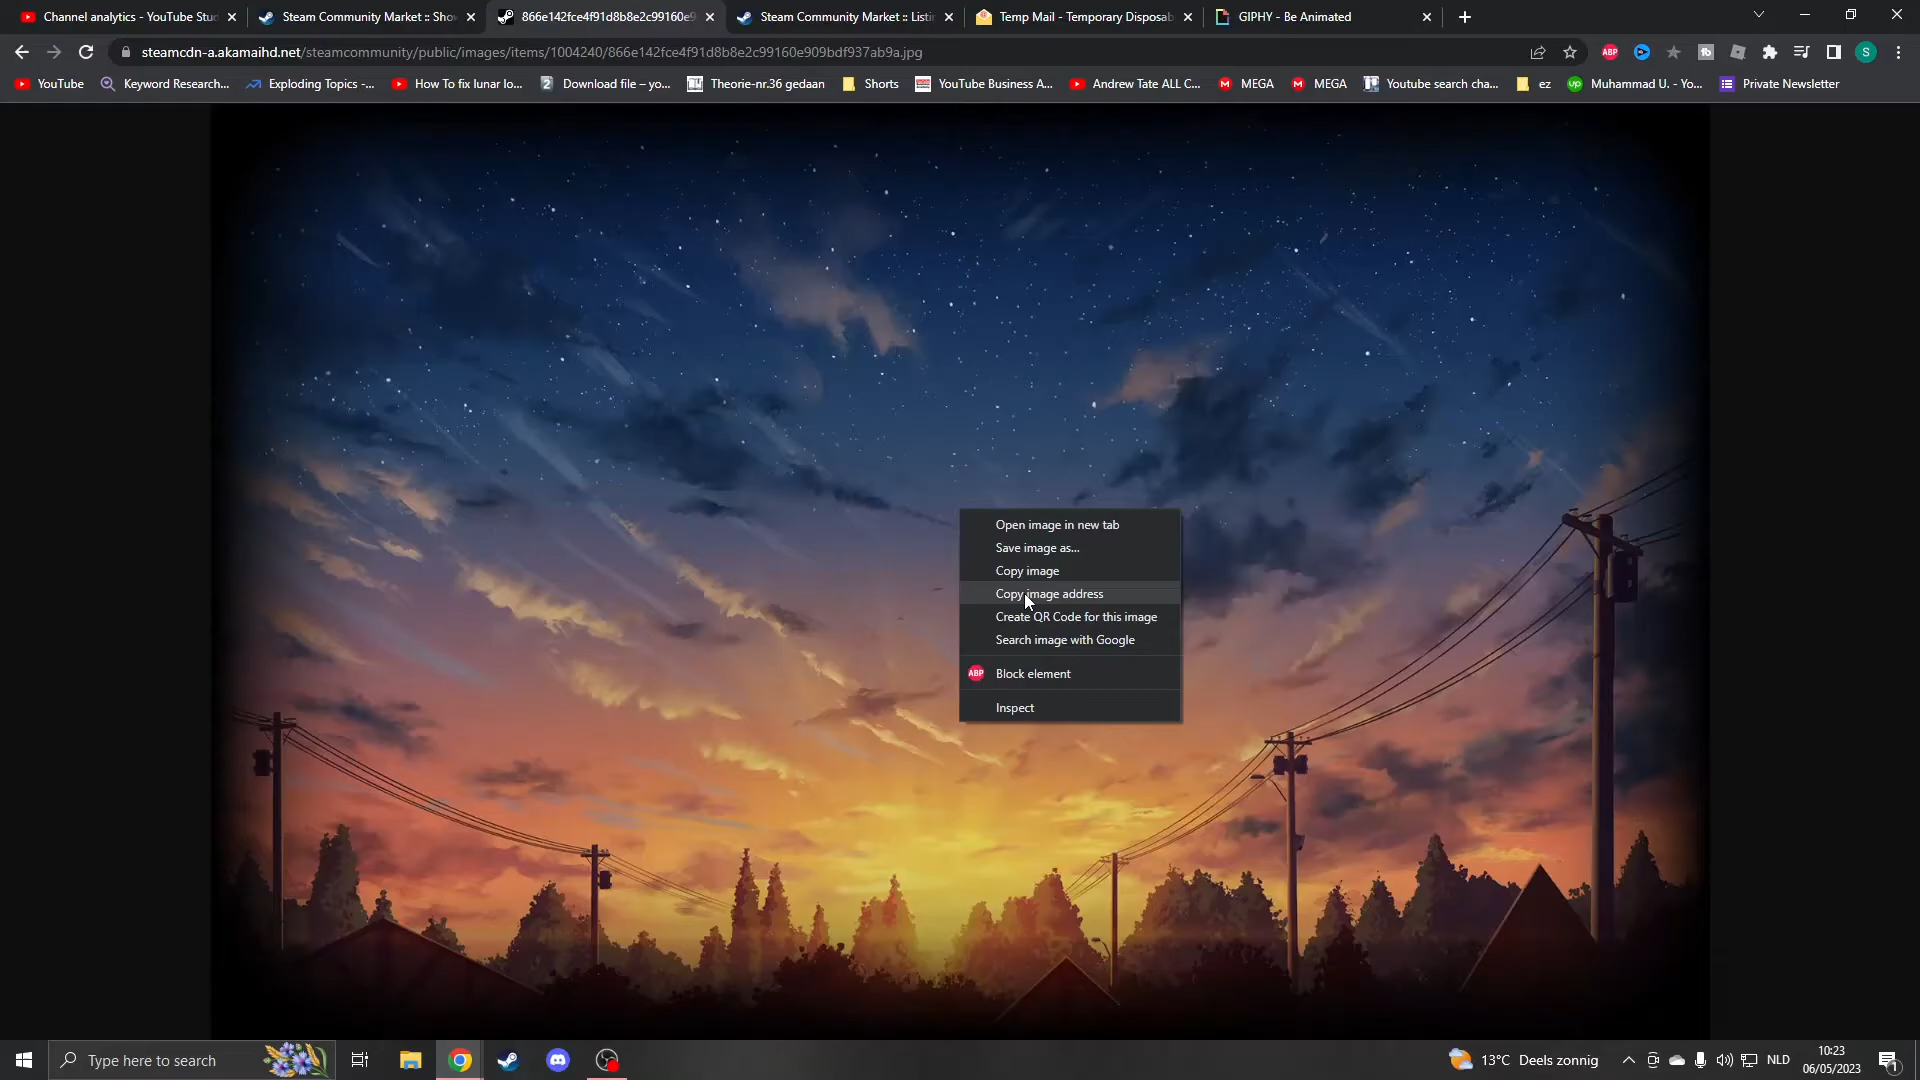 Channel analytics - YouTube Stu
Steam Community Market :: Sho
866e142fce4f91d8b8e2c99160e9
Steam Community Market :: Listi
Temp Mail - Temporary Disposab
GIPHY - Be Animated
steamcdn-a.akamaihd.net/steamcommunity/public/images/items/1004240/866e142fce4f91d8b8e2c99160e909bdf937ab9a.jpg
ABP
S
YouTube
Keyword Research...
Exploding Topics -...
How To fix lunar lo...
Download file – yo...
Theorie-nr.36 gedaan
Shorts
YouTube Business A...
Andrew Tate ALL C...
MEGA
MEGA
Youtube search cha...
ez
Muhammad U. - Yo...
Private Newsletter
Open image in new tab
Save image as...
Copy image
Copy image address
Create QR Code for this image
Search image with Google
ABP Block element
Inspect
Type here to search
13°C Deels zonnig
NLD
10:23
06/05/2023
1